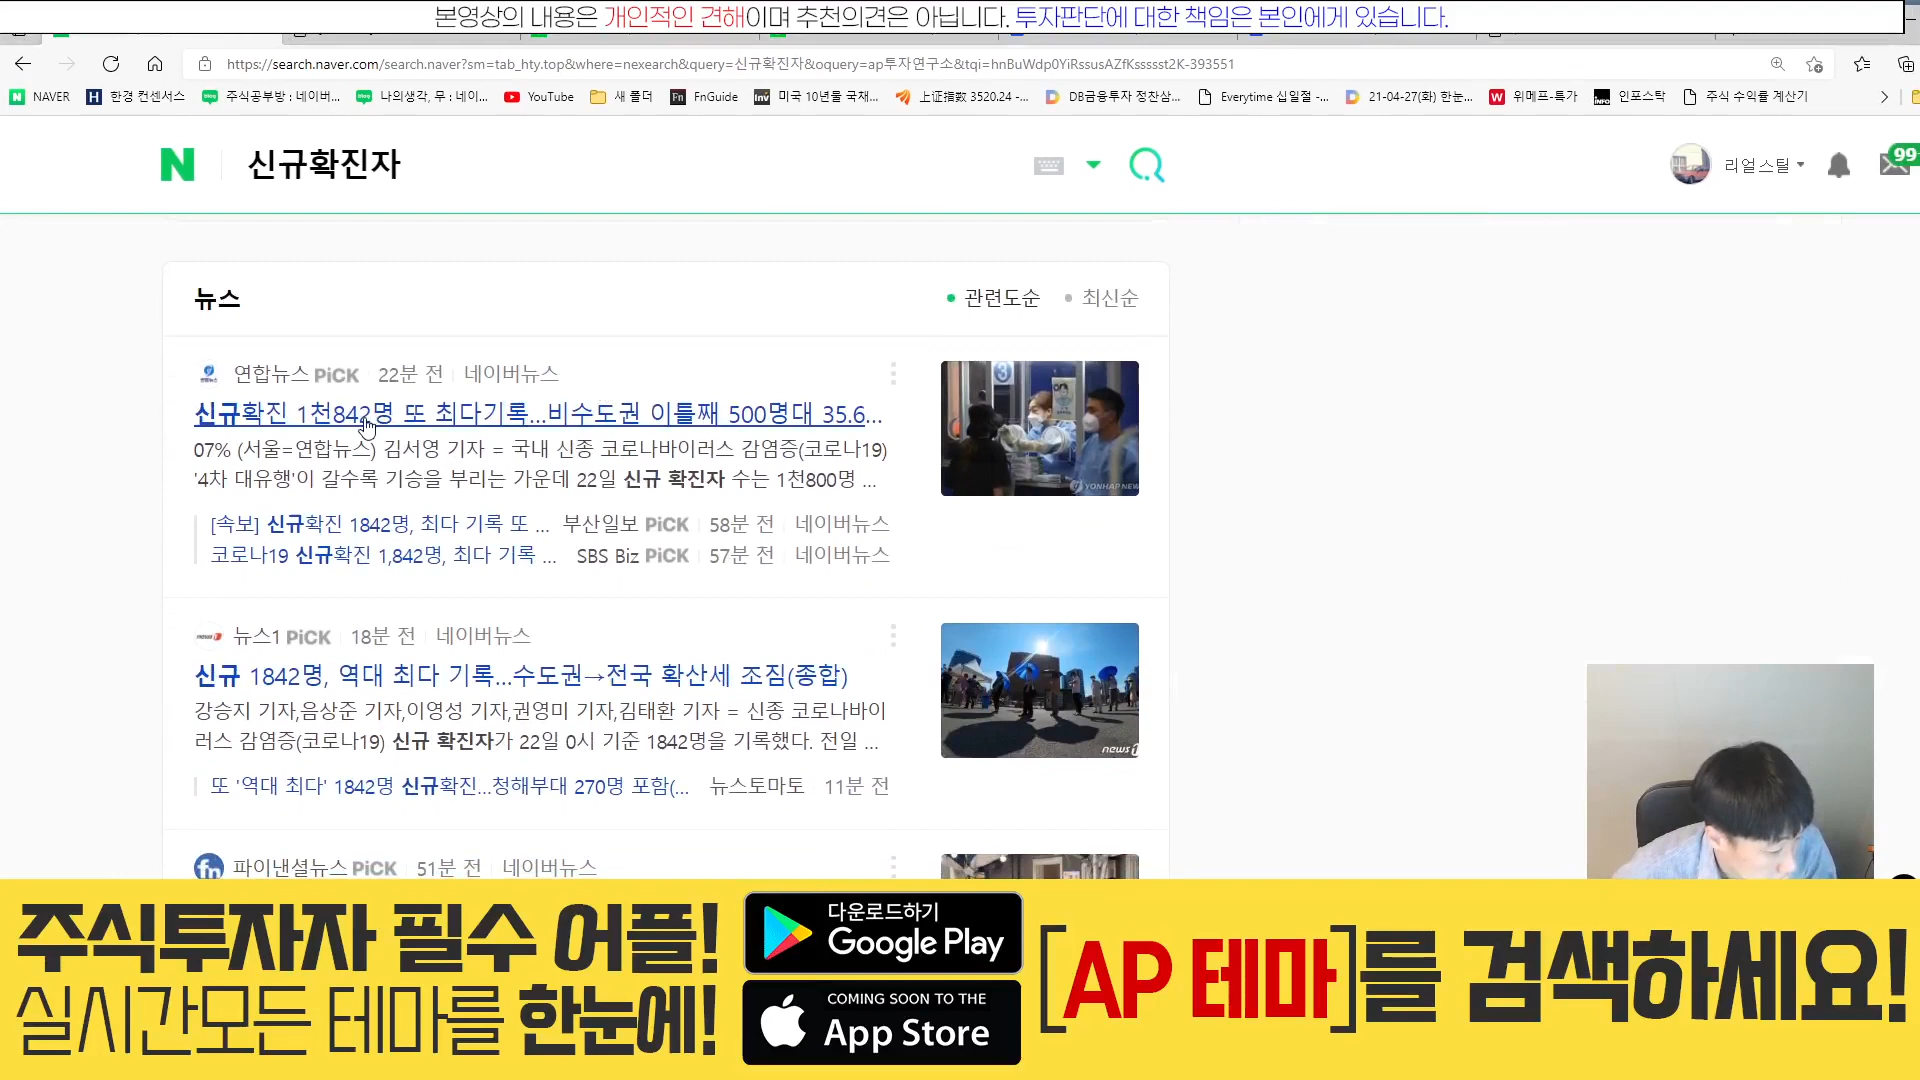 본영상의 내용은 개인적인 견해이며 추천의견은 아닙니다. 투자판단에 대한 책임은 본인에게 있습니다.
https://search.naver.com/search.naver?sm=tab_hty.top&where=nexearch&query=신규확진자&oquery=ap투자연구소&tqi=hnBuWdp0YiRssusAZfKssssst2K-393551
NAVER 한경 컨센서스 주식공부방 : 네이버... 나의생각, 무 : 네이... YouTube 새 폴더 FnGuide 미국 10년물 국채... 上证指数 3520.24 -... DB금융투자 정찬삼... Everytime 십일절 -... 21-04-27(화) 한눈... 위메프-특가 인포스탁 주식 수익률 계산기
N 신규확진자 리얼스틸 99
뉴스 관련도순 최신순
연합뉴스 PiCK 22분 전 네이버뉴스
신규확진 1천842명 또 최다기록...비수도권 이틀째 500명대 35.6...
07% (서울=연합뉴스) 김서영 기자 = 국내 신종 코로나바이러스 감염증(코로나19)
'4차 대유행'이 갈수록 기승을 부리는 가운데 22일 신규 확진자 수는 1천800명 ...
YONHAP NEW
[속보] 신규확진 1842명, 최다 기록 또 ... 부산일보 PiCK 58분 전 네이버뉴스
코로나19 신규확진 1,842명, 최다 기록 ... SBS Biz PiCK 57분 전 네이버뉴스
뉴스1 PiCK 18분 전 네이버뉴스
신규 1842명, 역대 최다 기록...수도권→전국 확산세 조짐(종합)
강승지 기자,음상준 기자,이영성 기자,권영미 기자,김태환 기자 = 신종 코로나바이
러스 감염증(코로나19) 신규 확진자가 22일 0시 기준 1842명을 기록했다. 전일 ...
news1
또 '역대 최다' 1842명 신규확진...청해부대 270명 포함(... 뉴스토마토 11분 전
파이낸셜뉴스 PiCK 51분 전 네이버뉴스
주식투자자 필수 어플!
실시간모든 테마를 한눈에!
다운로드하기
Google Play
COMING SOON TO THE
App Store
[AP 테마]를 검색하세요!